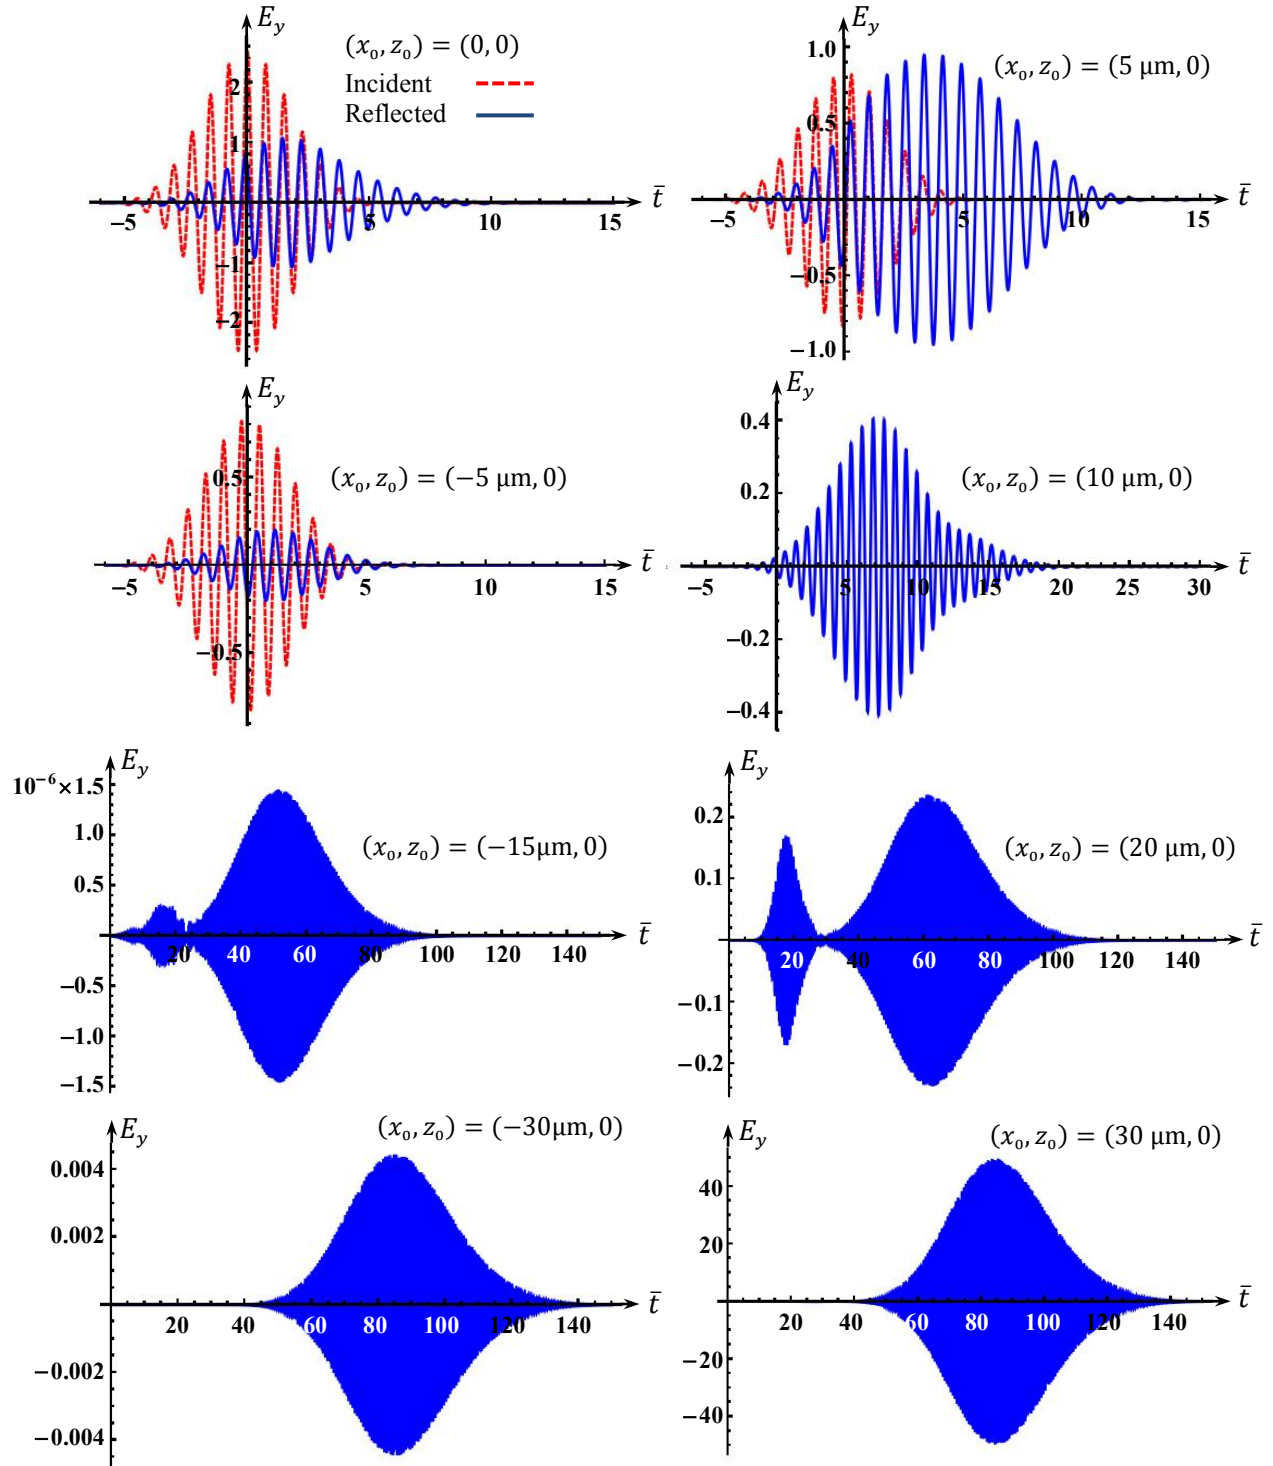 E_y
(x₀, z₀) = (0, 0)
Incident
Reflected
2
1
−1
−2
−5 5 10 15 t̄
E_y
(x₀, z₀) = (5 μm, 0)
1.0
0.5
−0.5
−1.0
−5 5 10 15 t̄
E_y
(x₀, z₀) = (−5 μm, 0)
0.5
−0.5
−5 5 10 15 t̄
E_y
(x₀, z₀) = (10 μm, 0)
0.4
0.2
−0.2
−0.4
−5 5 10 15 20 25 30 t̄
E_y
10⁻⁶×1.5
1.0
(x₀, z₀) = (−15μm, 0)
0.5
−0.5
−1.0
−1.5
20 40 60 80 100 120 140 t̄
E_y
0.2
(x₀, z₀) = (20 μm, 0)
0.1
−0.1
−0.2
20 40 60 80 100 120 140 t̄
E_y
(x₀, z₀) = (−30μm, 0)
0.004
0.002
−0.002
−0.004
20 40 60 80 100 120 140 t̄
E_y
(x₀, z₀) = (30 μm, 0)
40
20
−20
−40
20 40 60 80 100 120 140 t̄